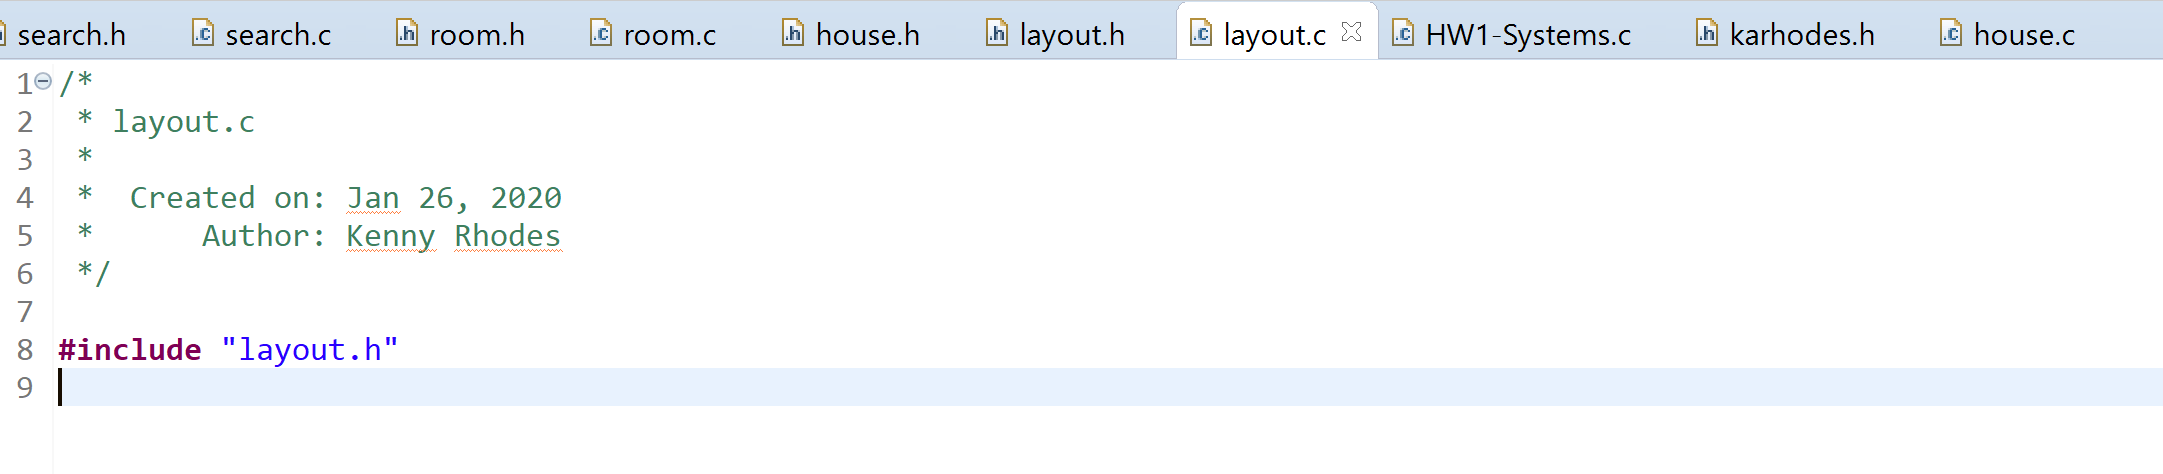 search.h search.c room.h room.c house.h layout.h layout.c HW1-Systems.c karhodes.h house.c
1 /*
2  * layout.c
3  *
4  *  Created on: Jan 26, 2020
5  *      Author: Kenny Rhodes
6  */
7
8 #include "layout.h"
9